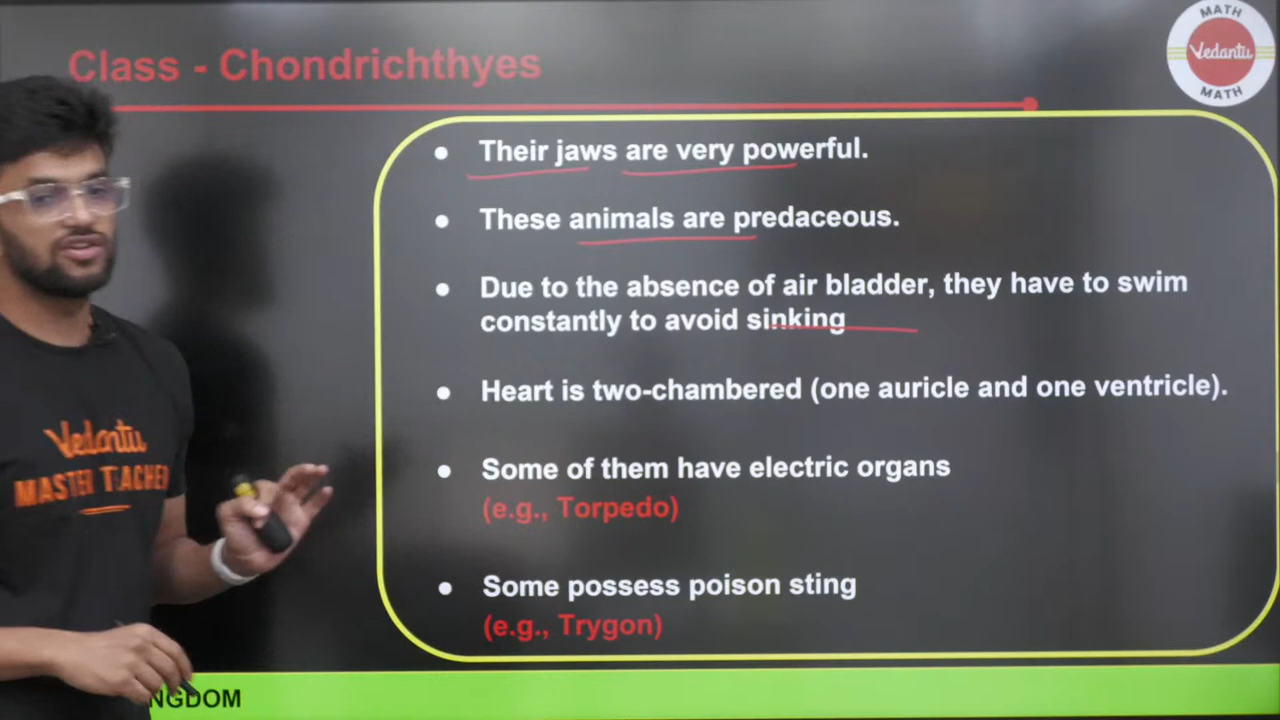 Class - Chondrichthyes
MATH
Vedantu
MATH
• Their jaws are very powerful.
• These animals are predaceous.
• Due to the absence of air bladder, they have to swim
constantly to avoid sinking
• Heart is two-chambered (one auricle and one ventricle).
• Some of them have electric organs
(e.g., Torpedo)
• Some possess poison sting
(e.g., Trygon)
Vedantu
MASTER TEACHER
NGDOM